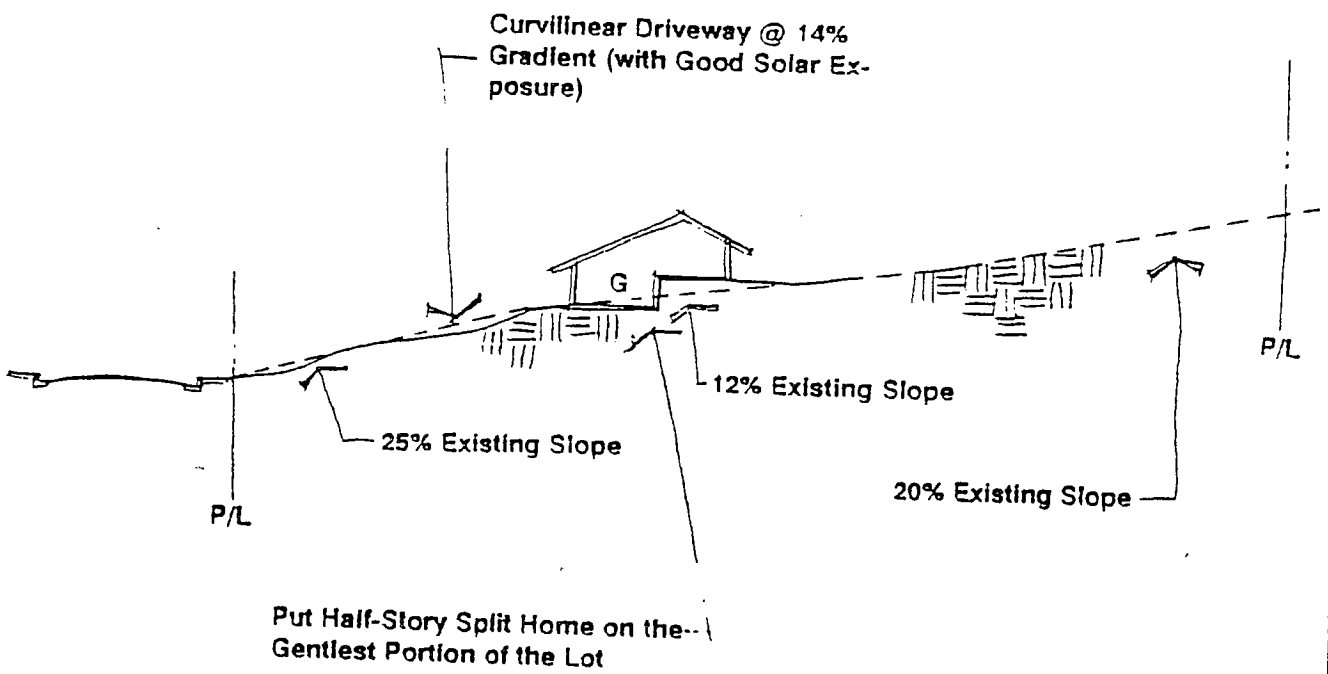 Curvilinear Driveway @ 14%
Gradient (with Good Solar Ex-
posure)
G
P/L
12% Existing Slope
25% Existing Slope
20% Existing Slope
P/L
Put Half-Story Split Home on the
Gentlest Portion of the Lot